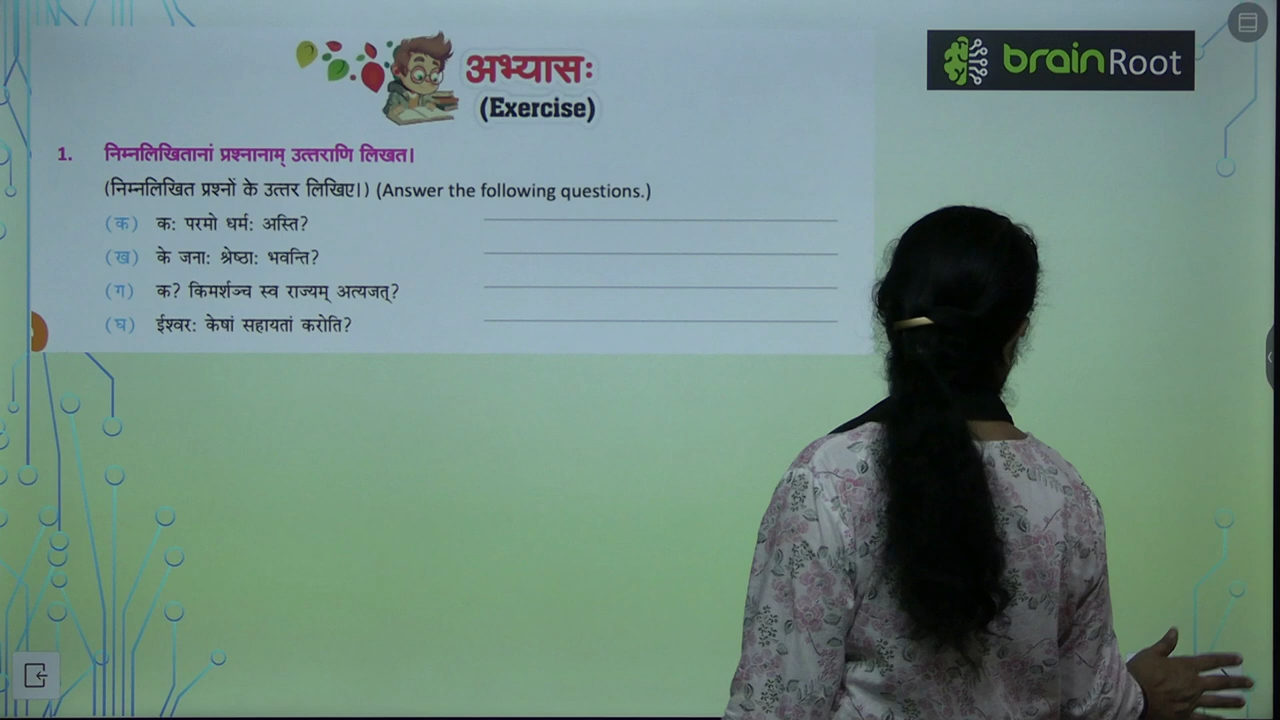 अभ्यासः
(Exercise)
brainRoot
1. निम्नलिखितानां प्रश्नानाम् उत्तराणि लिखत।
(निम्नलिखित प्रश्नों के उत्तर लिखिए।) (Answer the following questions.)
(क) कः परमो धर्मः अस्ति?
(ख) के जनाः श्रेष्ठाः भवन्ति?
(ग) क? किमर्शञ्च स्व राज्यम् अत्यजत्?
(घ) ईश्वरः केषां सहायतां करोति?